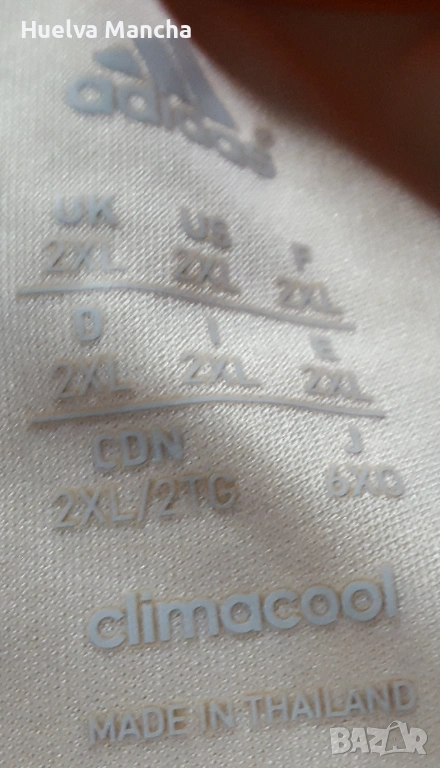 Huelva Mancha
adidas
UK US F
2XL 2XL 2XL
D I E
2XL 2XL 2XL
CDN J
2XL/2TG 6XO
climacool
MADE IN THAILAND
BAZAR